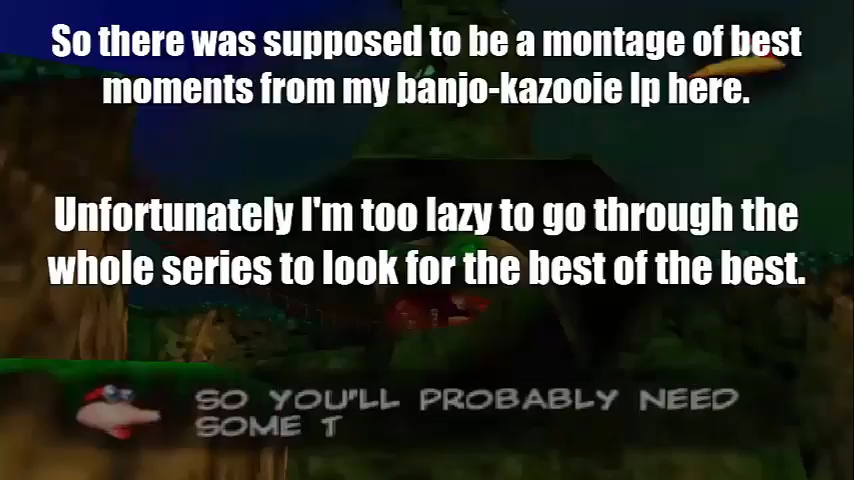 So there was supposed to be a montage of best
moments from my banjo-kazooie lp here.
Unfortunately I'm too lazy to go through the
whole series to look for the best of the best.
SO YOU'LL PROBABLY NEED
SOME T